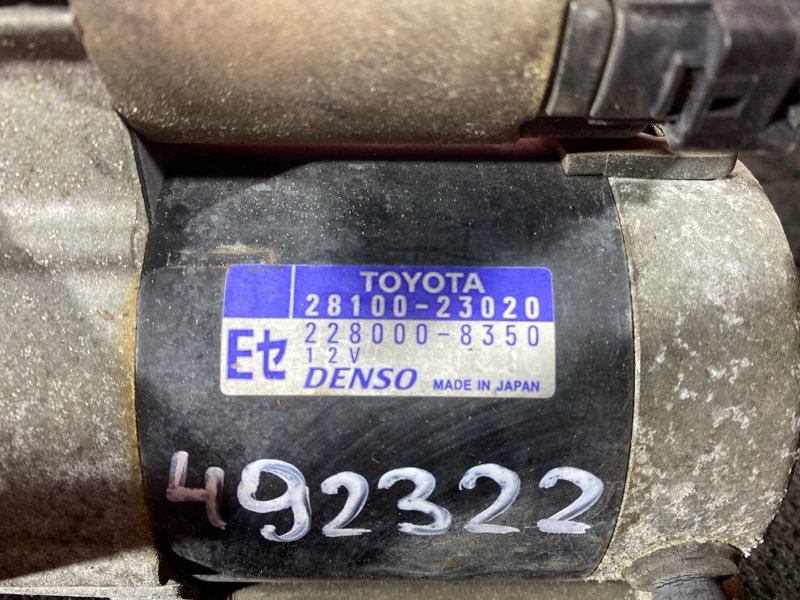 TOYOTA
28100-23020
228000-8350
12V
Eセ
DENSO MADE IN JAPAN
492322